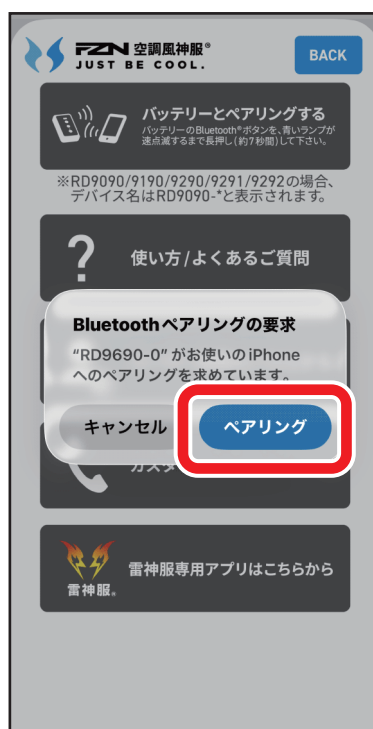 空調風神服®
JUST BE COOL.
BACK
バッテリーとペアリングする
バッテリーのBluetooth®ボタンを、青いランプが
速点滅するまで長押し(約7秒間)して下さい。
※RD9090/9190/9290/9291/9292の場合、
デバイス名はRD9090-*と表示されます。
?
使い方/よくあるご質問
Bluetoothペアリングの要求
“RD9690-0” がお使いの iPhone
へのペアリングを求めています。
キャンセル
ペアリング
カスタ
雷神服専用アプリはこちらから
雷神服®